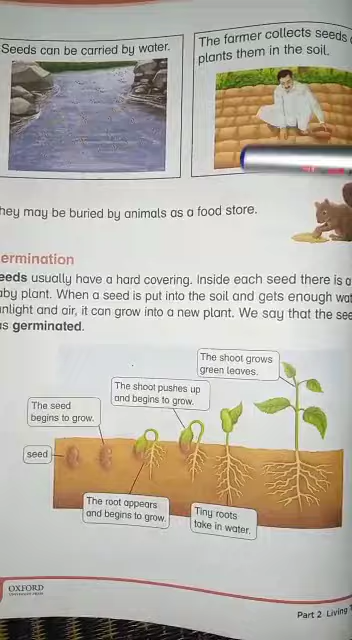 Seeds can be carried by water.
The farmer collects seeds
plants them in the soil.
hey may be buried by animals as a food store.
ermination
eeds usually have a hard covering. Inside each seed there is a
aby plant. When a seed is put into the soil and gets enough wat
nlight and air, it can grow into a new plant. We say that the see
as germinated.
The shoot grows
green leaves.
The shoot pushes up
and begins to grow.
The seed
begins to grow.
seed
The root appears
and begins to grow.
Tiny roots
take in water.
OXFORD
UNIVERSITY PRESS
Part 2 Living